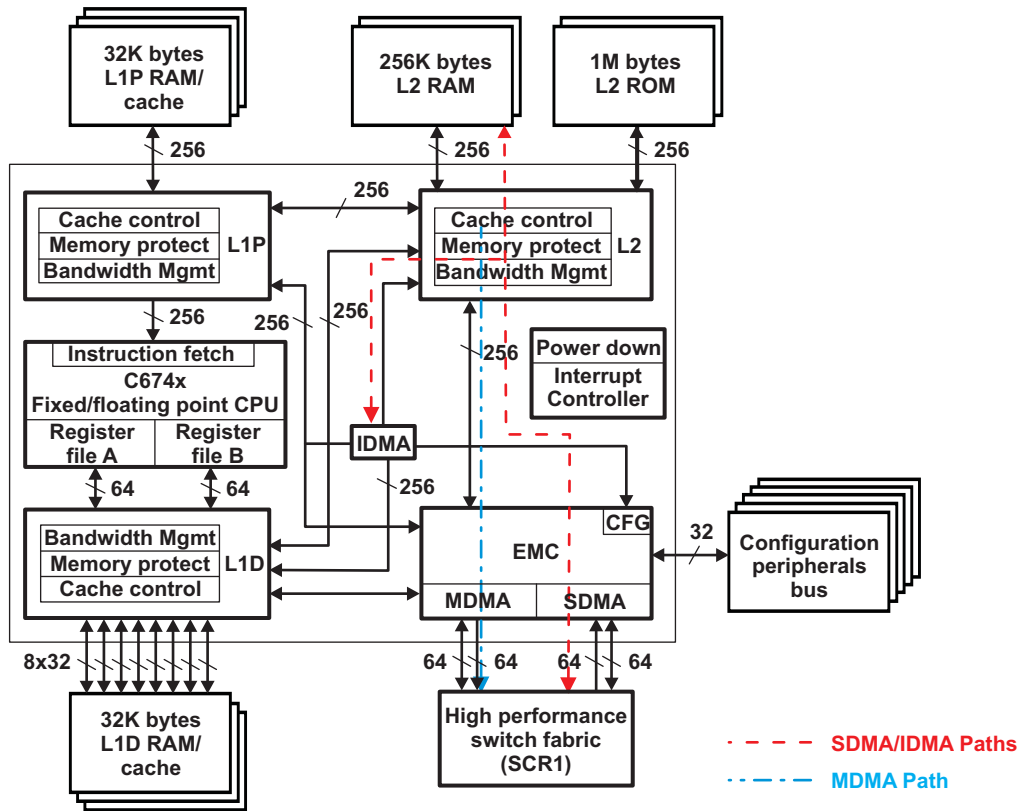 32K bytes
L1P RAM/
cache
256K bytes
L2 RAM
1M bytes
L2 ROM
256
256
256
256
Cache control
Memory protect
Bandwidth Mgmt
L1P
Cache control
Memory protect
Bandwidth Mgmt
L2
256
256
256
256
Instruction fetch
C674x
Fixed/floating point CPU
Register
file A
Register
file B
Power down
Interrupt
Controller
IDMA
64
64
256
Bandwidth Mgmt
Memory protect
Cache control
L1D
CFG
EMC
MDMA
SDMA
32
Configuration
peripherals
bus
8x32
64
64
64
64
32K bytes
L1D RAM/
cache
High performance
switch fabric
(SCR1)
SDMA/IDMA Paths
MDMA Path